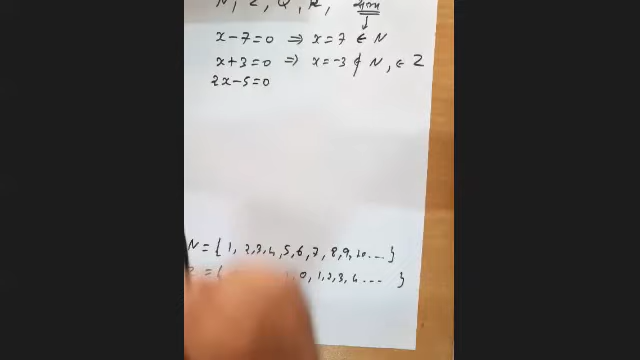 N, Z, Q, R,
x-7=0 ⇒ x=7 ∈ N
x+3=0 ⇒ x=-3 ∉ N, ∈ Z
2x-5=0
N={1, 2,3,4,5,6,7,8,9,10....}
={ 0, 1,2,3,4.... }